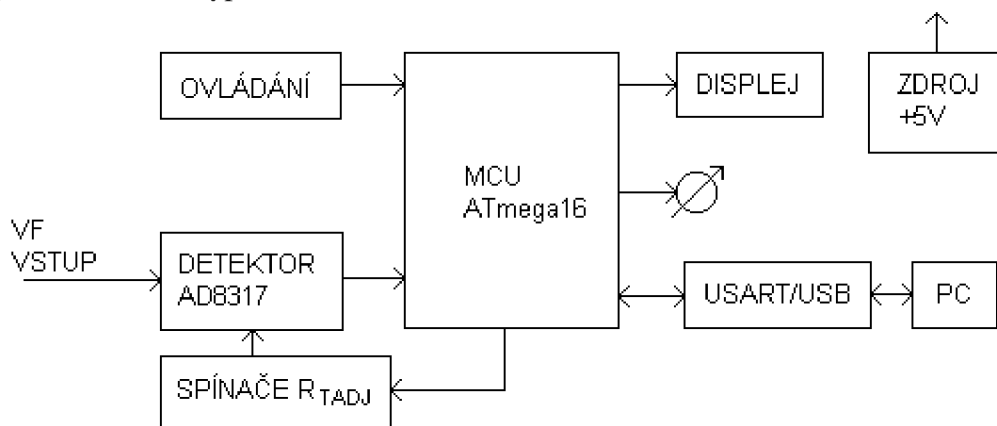 OVLÁDÁNÍ
DISPLEJ
ZDROJ
+5V
MCU
ATmega16
VF
VSTUP
DETEKTOR
AD8317
USART/USB
PC
SPÍNAČE R TADJ